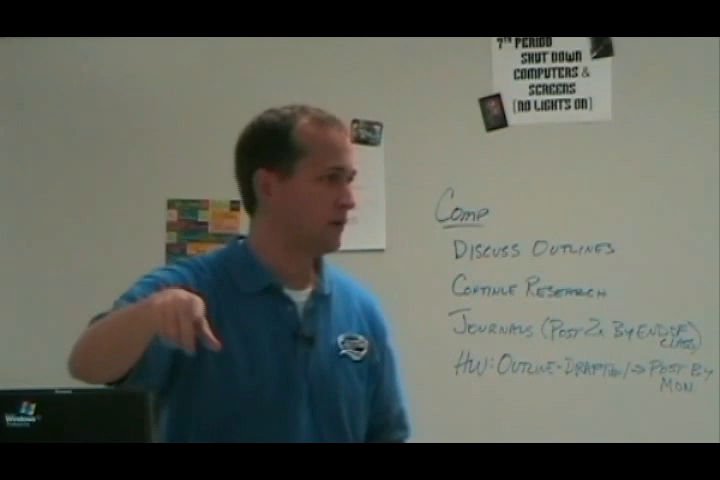 7TH PERIOD
SHUT DOWN
COMPUTERS &
SCREENS
(NO LIGHTS ON)
COMP
DISCUSS OUTLINES
CONTINUE RESEARCH
JOURNALS (POST 2x BY END OF
CLASS)
HW: OUTLINE-DRAFT → POST BY
MON.
Windows